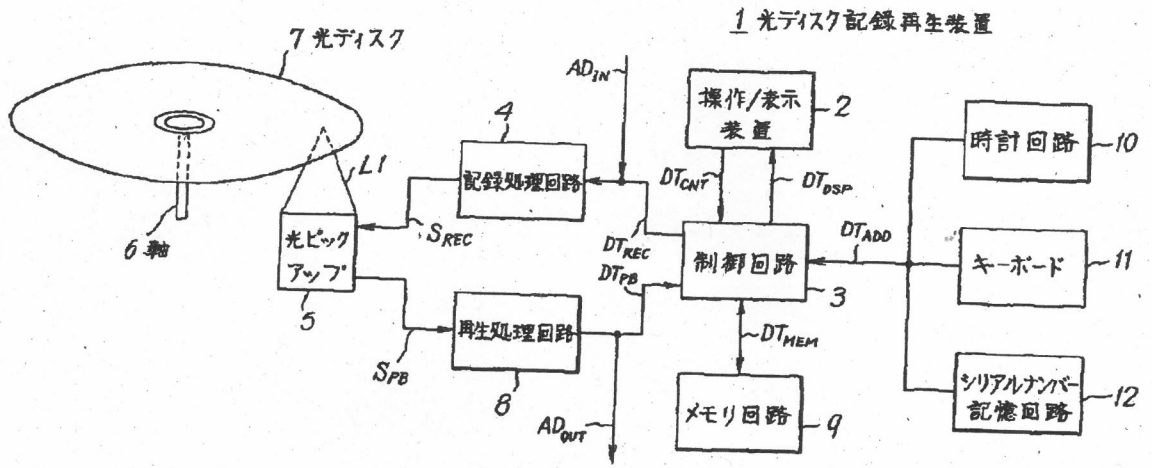 1 光ディスク記録再生装置
7 光ディスク
AD_IN
操作/表示
装置
2
4
記録処理回路
時計回路
10
L1
DT_CNT
DT_DSP
6 軸
S_REC
光ピック
アップ
5
DT_REC
DT_PB
制御回路
3
DT_ADD
キーボード
11
再生処理回路
8
S_PB
DT_MEM
AD_OUT
メモリ回路
9
シリアルナンバー
記憶回路
12